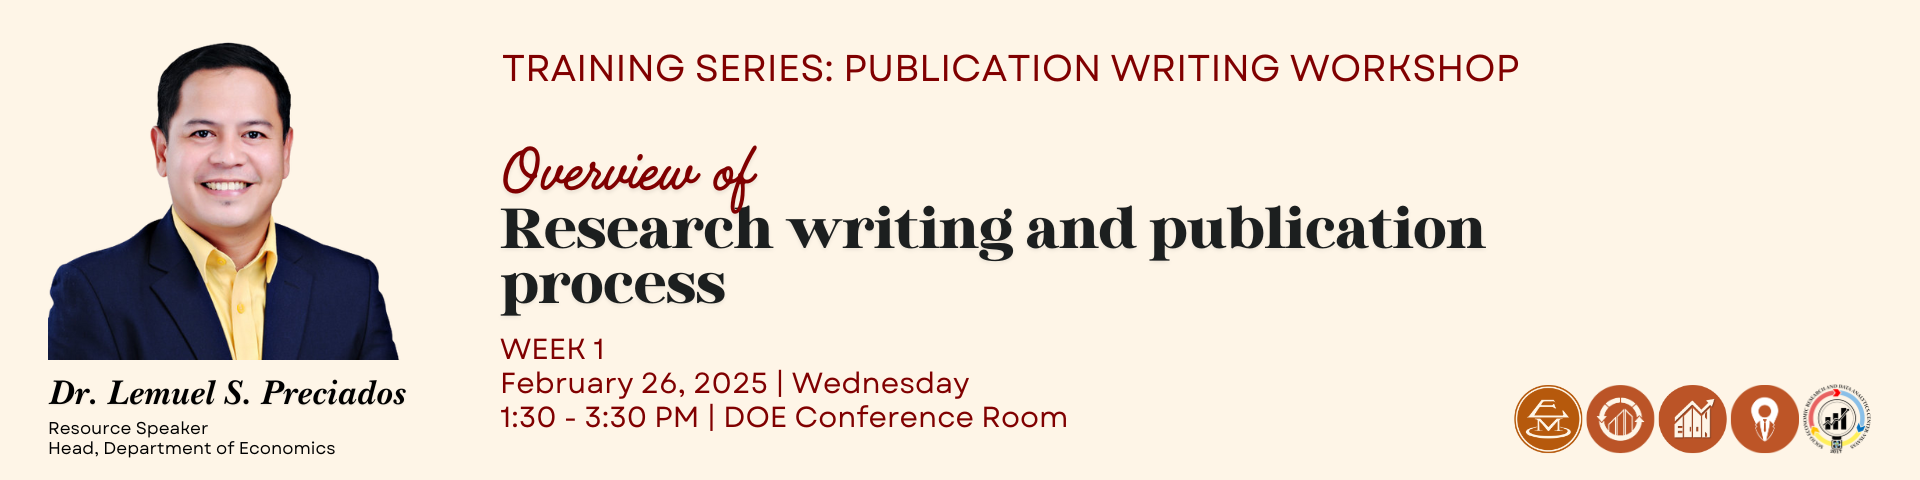 TRAINING SERIES: PUBLICATION WRITING WORKSHOP
Overview of
Research writing and publication
process
WEEK 1
February 26, 2025 | Wednesday
1:30 - 3:30 PM | DOE Conference Room
Dr. Lemuel S. Preciados
Resource Speaker
Head, Department of Economics
ECON